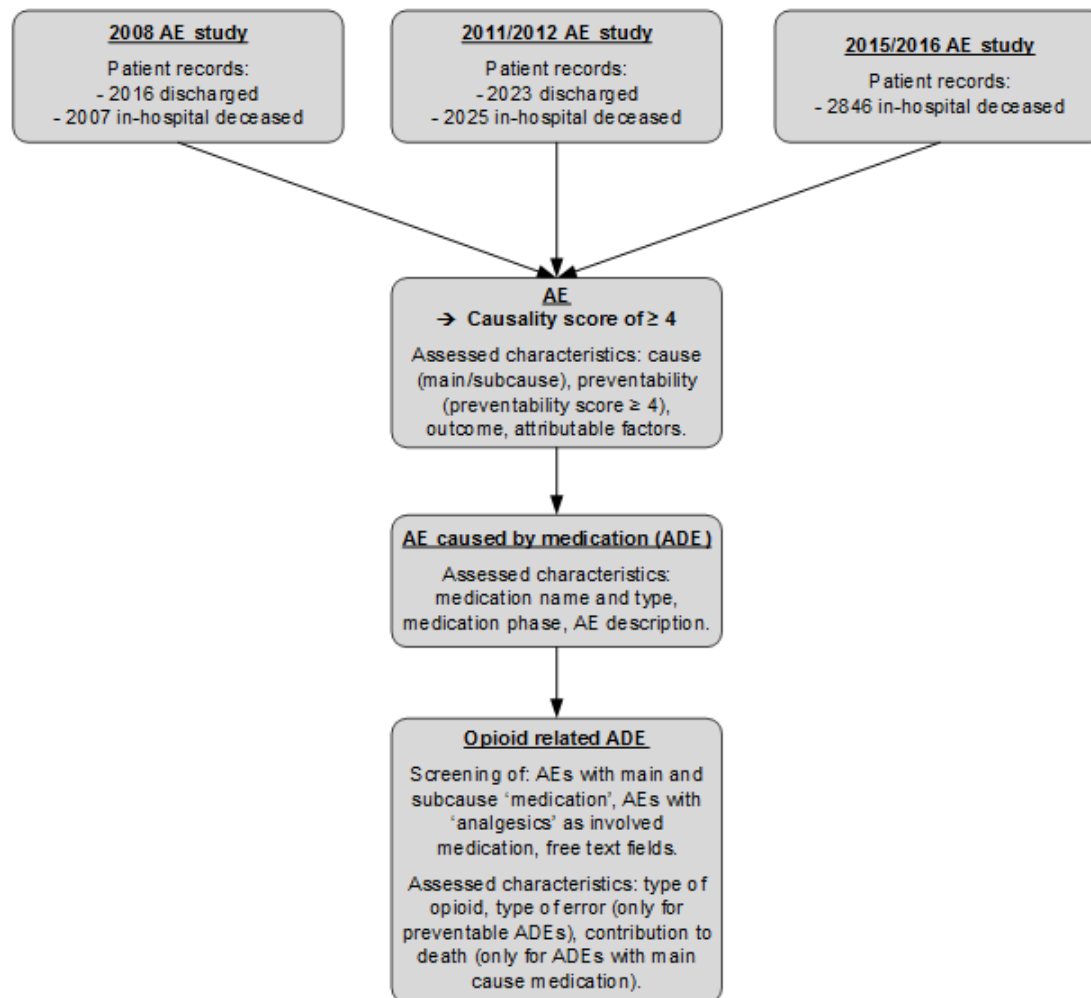 2008 AE study
Patient records:
- 2016 discharged
- 2007 in-hospital deceased
2011/2012 AE study
Patient records:
- 2023 discharged
- 2025 in-hospital deceased
2015/2016 AE study
Patient records:
- 2846 in-hospital deceased
AE
→ Causality score of ≥ 4
Assessed characteristics: cause
(main/subcause), preventability
(preventability score ≥ 4),
outcome, attributable factors.
AE caused by medication (ADE)
Assessed characteristics:
medication name and type,
medication phase, AE description.
Opioid related ADE
Screening of: AEs with main and
subcause ‘medication’, AEs with
‘analgesics’ as involved
medication, free text fields.
Assessed characteristics: type of
opioid, type of error (only for
preventable ADEs), contribution to
death (only for ADEs with main
cause medication).